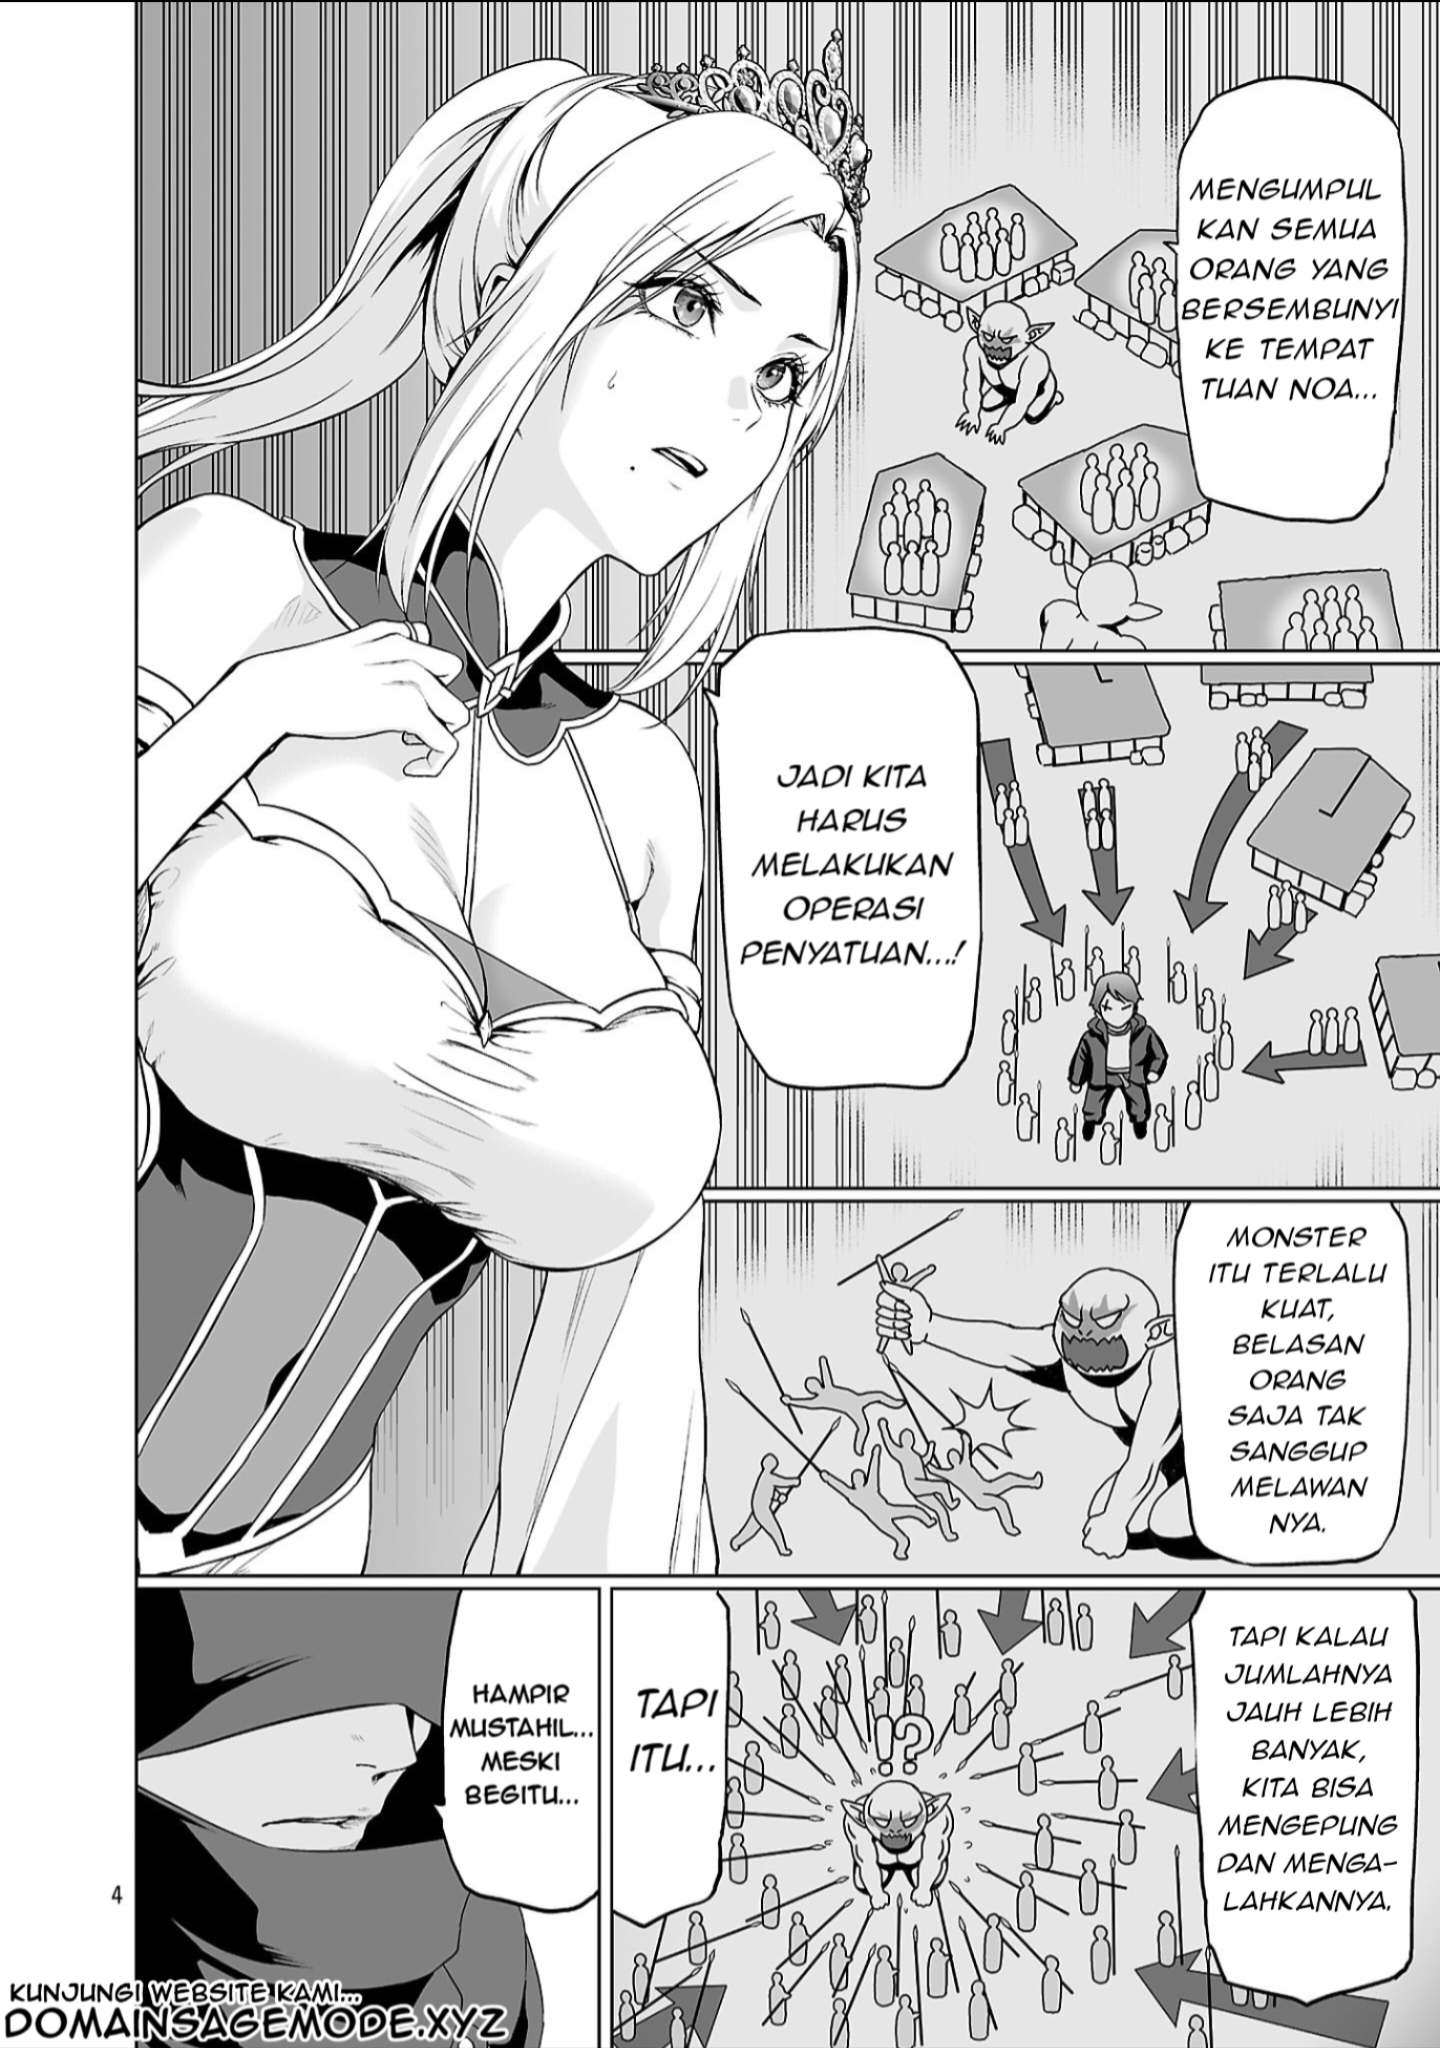 MENGUMPUL
KAN SEMUA
ORANG YANG
BERSEMBUNYI
KE TEMPAT
TUAN NOA...
JADI KITA
HARUS
MELAKUKAN
OPERASI
PENYATUAN...!
MONSTER
ITU TERLALU
KUAT,
BELASAN
ORANG
SAJA TAK
SANGGUP
MELAWAN
NYA.
TAPI KALAU
JUMLAHNYA
JAUH LEBIH
BANYAK,
KITA BISA
MENGEPUNG
DAN MENGA-
LAHKANNYA.
!?
TAPI
ITU...
HAMPIR
MUSTAHIL...
MESKI
BEGITU...
4
KUNJUNGI WEBSITE KAMI...
DOMAINSAGEMODE.XYZ